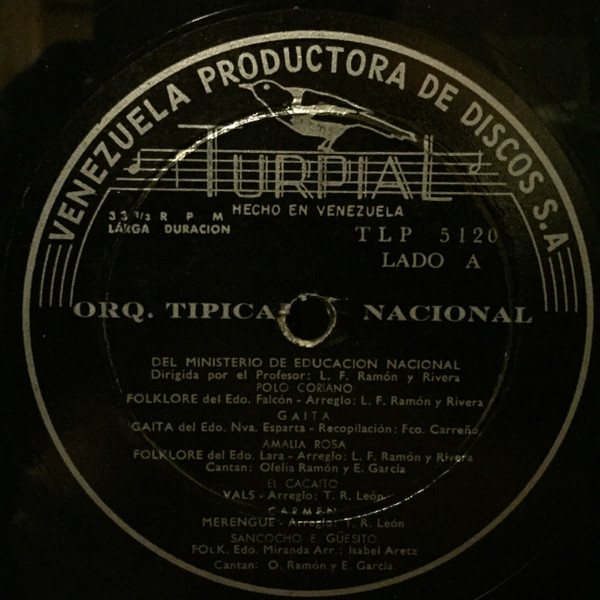 VENEZUELA PRODUCTORA DE DISCOS S.A
TURPIAL
HECHO EN VENEZUELA
33 1/3 R P M
LARGA DURACION
TLP 5120
LADO A
ORQ. TIPICA NACIONAL
DEL MINISTERIO DE EDUCACION NACIONAL
Dirigida por el Profesor: L. F. Ramón y Rivera
POLO CORIANO
FOLKLORE del Edo. Falcón - Arreglo: L. F. Ramón y Rivera
GAITA
GAITA del Edo. Nva. Esparta - Recopilación: Fco. Carreño
AMALIA ROSA
FOLKLORE del Edo. Lara - Arreglo: L. F. Ramón y Rivera
Cantan: Ofelia Ramón y E. García
EL CACAITO
VALS - Arreglo: T. R. León
CARMEN
MERENGUE - Arreglo: T. R. León
SANCOCHO E GÜESITO
FOLK. Edo. Miranda Arr.: Isabel Aretz
Cantan: O. Ramón y E. García